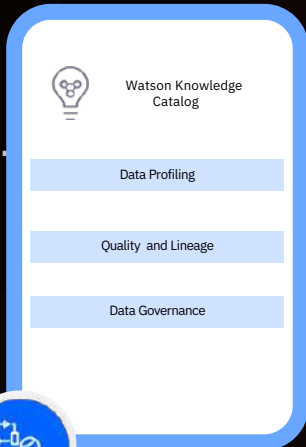 Watson Knowledge
Catalog
Data Profiling
Quality and Lineage
Data Governance